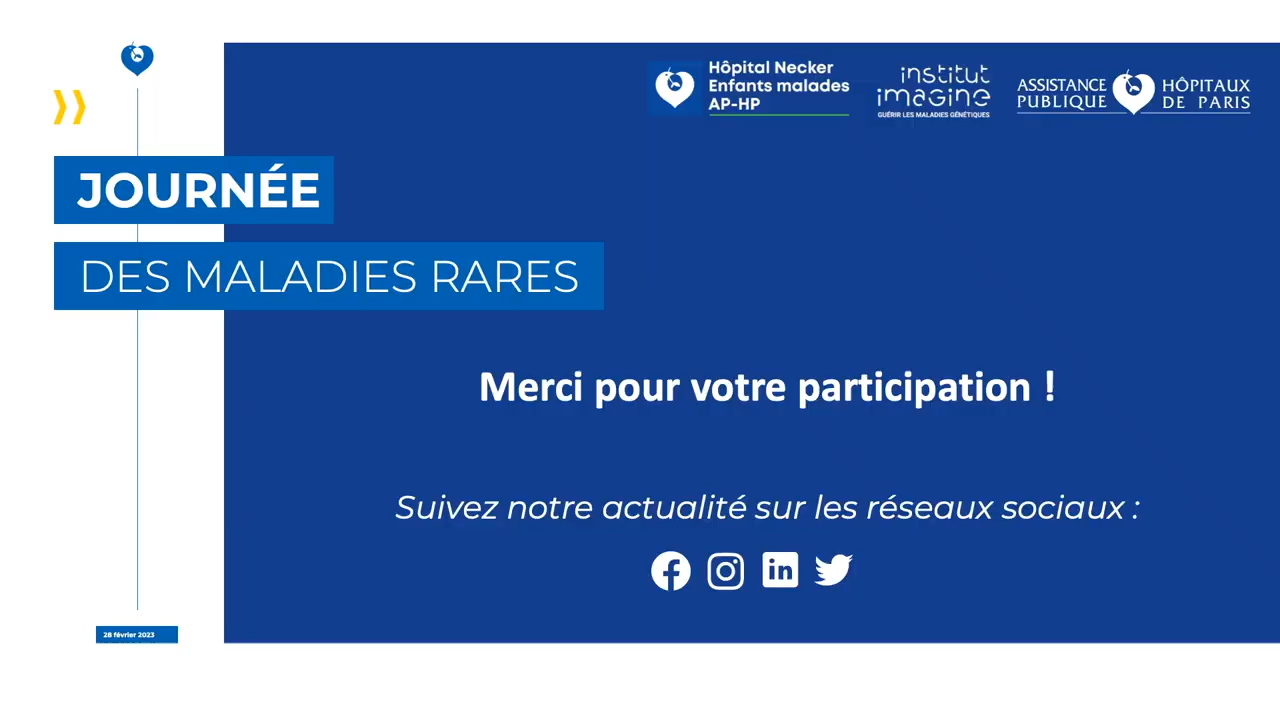 Hôpital Necker
Enfants malades
AP-HP
institut
imagine
GUÉRIR LES MALADIES GÉNÉTIQUES
ASSISTANCE
PUBLIQUE
HÔPITAUX
DE PARIS
JOURNÉE
DES MALADIES RARES
Merci pour votre participation !
Suivez notre actualité sur les réseaux sociaux :
28 février 2023